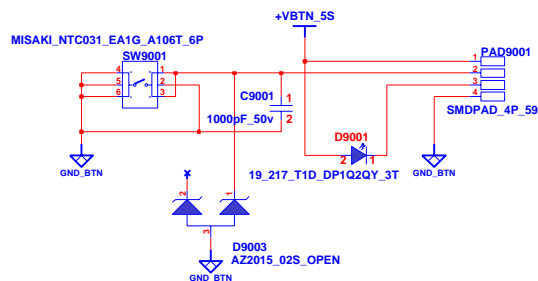 +VBTN_5S
MISAKI_NTC031_EA1G_A106T_6P
SW9001
PAD9001
4
5
6
1
2
3
1
2
3
4
C9001
1
2
1000pF_50v
SMDPAD_4P_59
D9001
2
1
GND_BTN
GND_BTN
19_217_T1D_DP1Q2QY_3T
2
1
3
D9003
AZ2015_02S_OPEN
GND_BTN